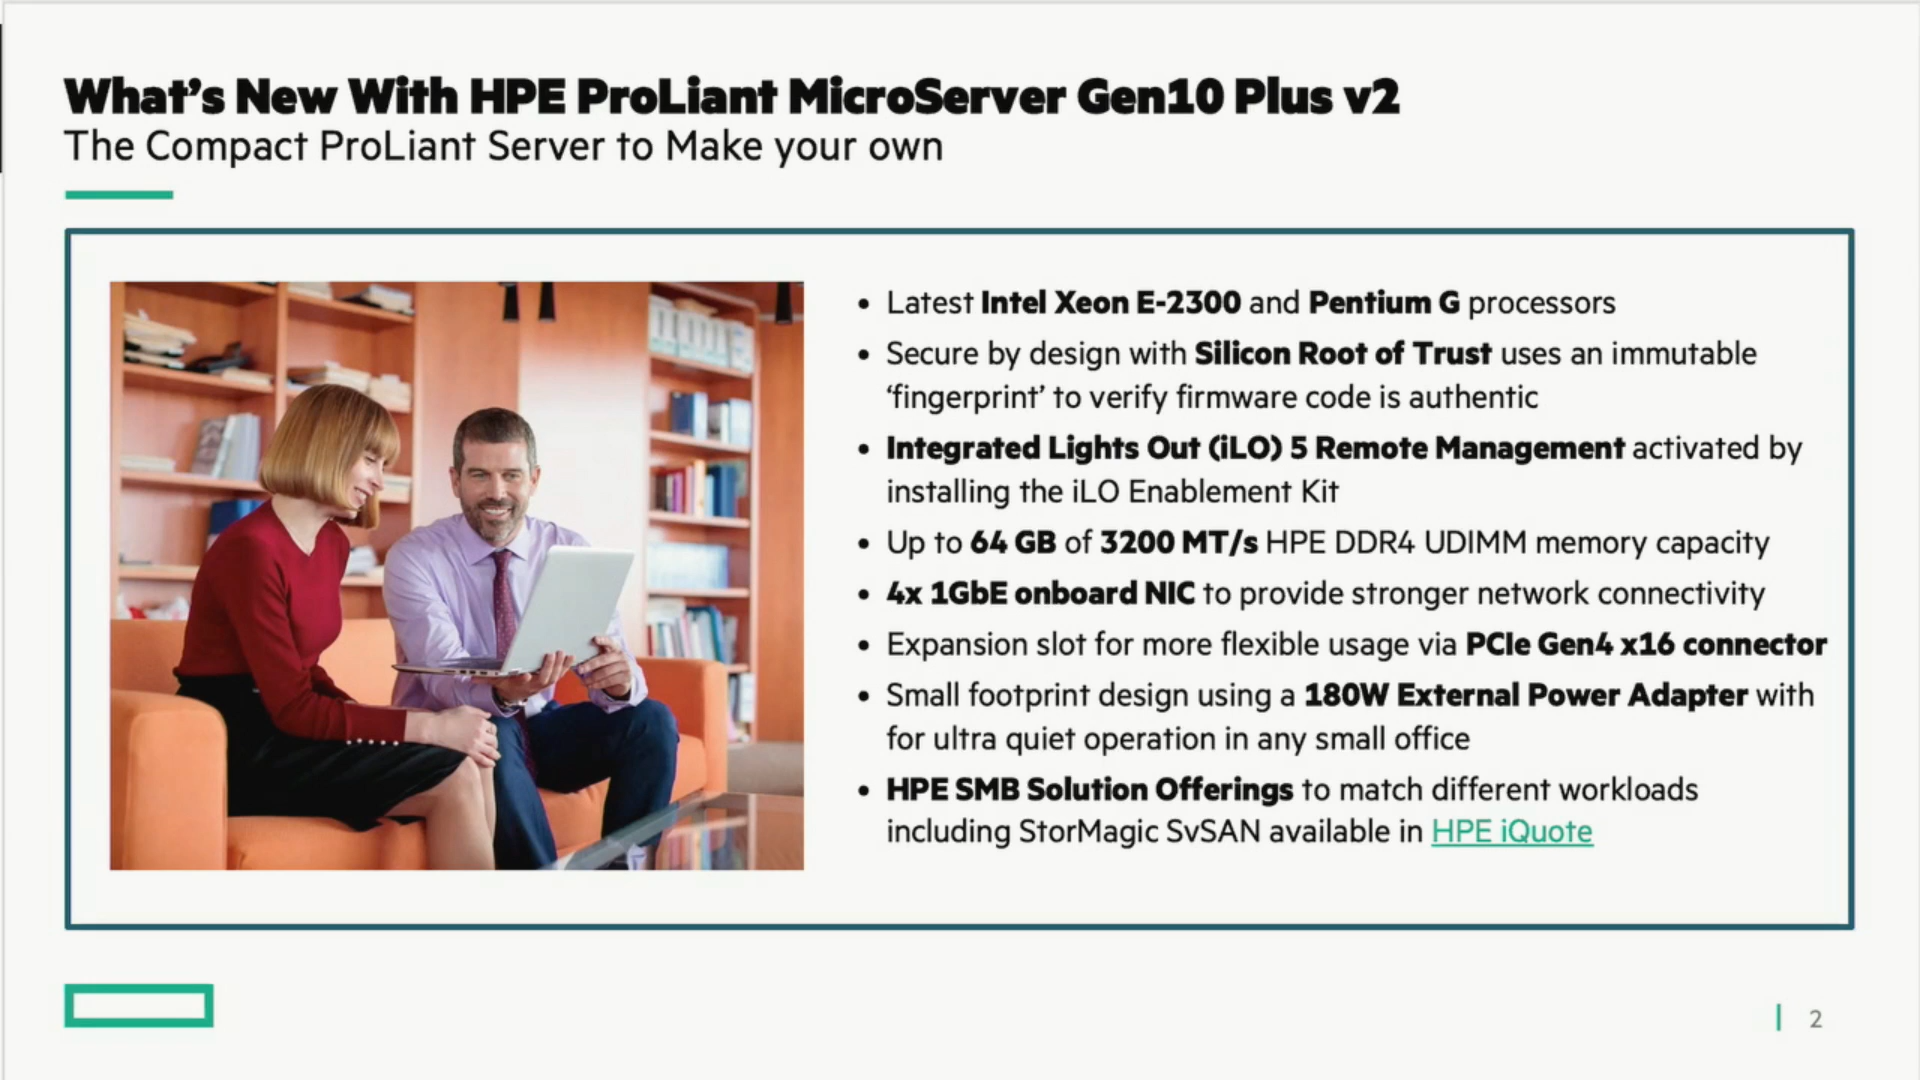 What's New With HPE ProLiant MicroServer Gen10 Plus v2
The Compact ProLiant Server to Make your own
• Latest Intel Xeon E-2300 and Pentium G processors
• Secure by design with Silicon Root of Trust uses an immutable
‘fingerprint’ to verify firmware code is authentic
• Integrated Lights Out (iLO) 5 Remote Management activated by
installing the iLO Enablement Kit
• Up to 64 GB of 3200 MT/s HPE DDR4 UDIMM memory capacity
• 4x 1GbE onboard NIC to provide stronger network connectivity
• Expansion slot for more flexible usage via PCIe Gen4 x16 connector
• Small footprint design using a 180W External Power Adapter with
for ultra quiet operation in any small office
• HPE SMB Solution Offerings to match different workloads
including StorMagic SvSAN available in HPE iQuote
2